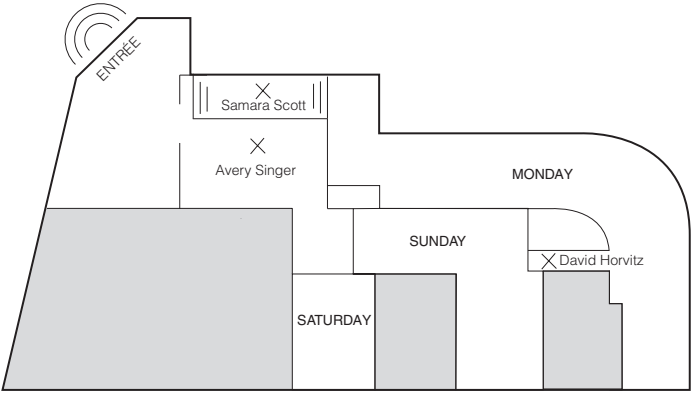 ENTRÉE
Samara Scott
Avery Singer
MONDAY
SUNDAY
David Horvitz
SATURDAY